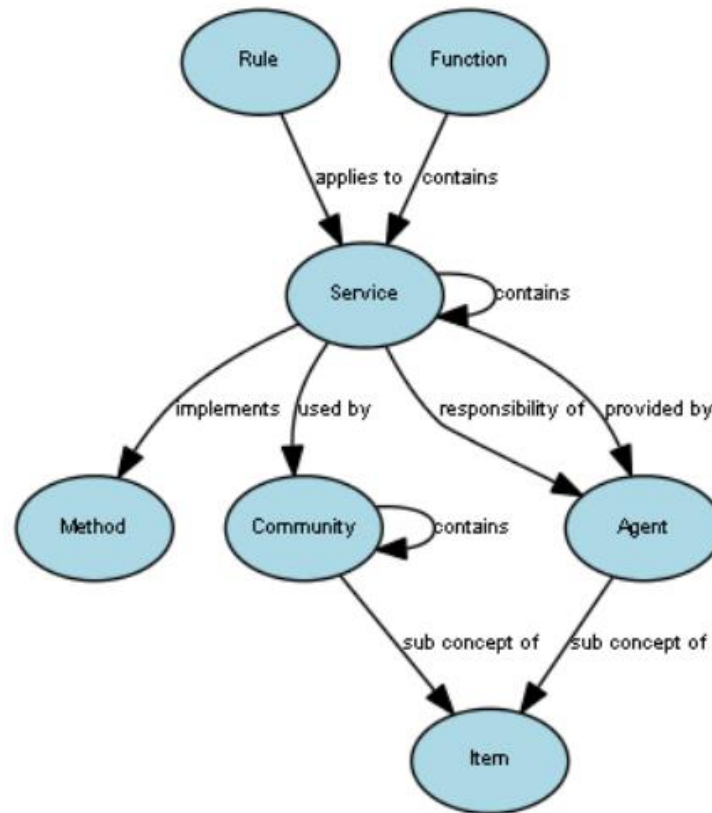 Rule
Function
applies to
contains
Service
contains
implements
used by
responsibility of
provided by
Method
Community
contains
Agent
sub concept of
sub concept of
Item